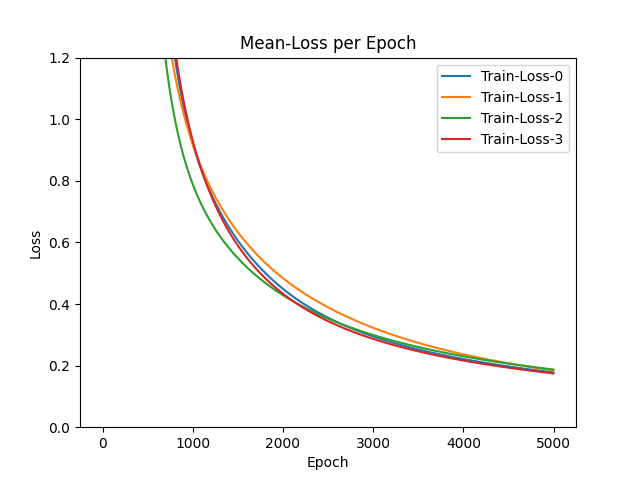 Mean-Loss per Epoch
Train-Loss-0
Train-Loss-1
Train-Loss-2
Train-Loss-3
1.2
1.0
0.8
0.6
0.4
0.2
0.0
Loss
0 1000 2000 3000 4000 5000
Epoch